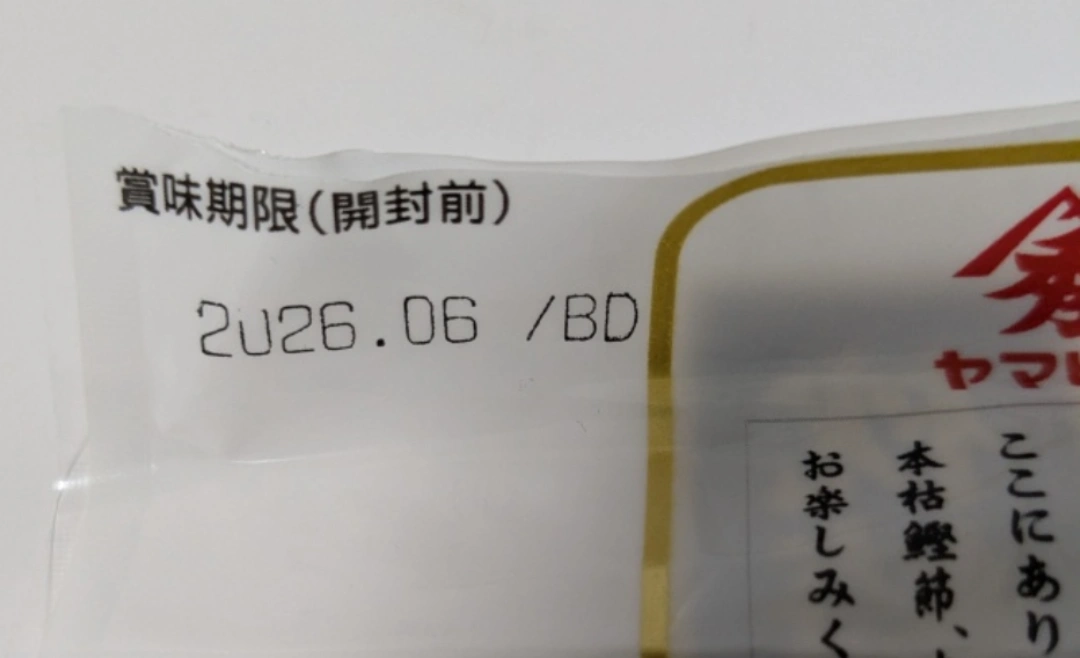 賞味期限(開封前)
2026.06 /BD
ヤマ
ここにあり
本枯鰹節、
お楽しみく